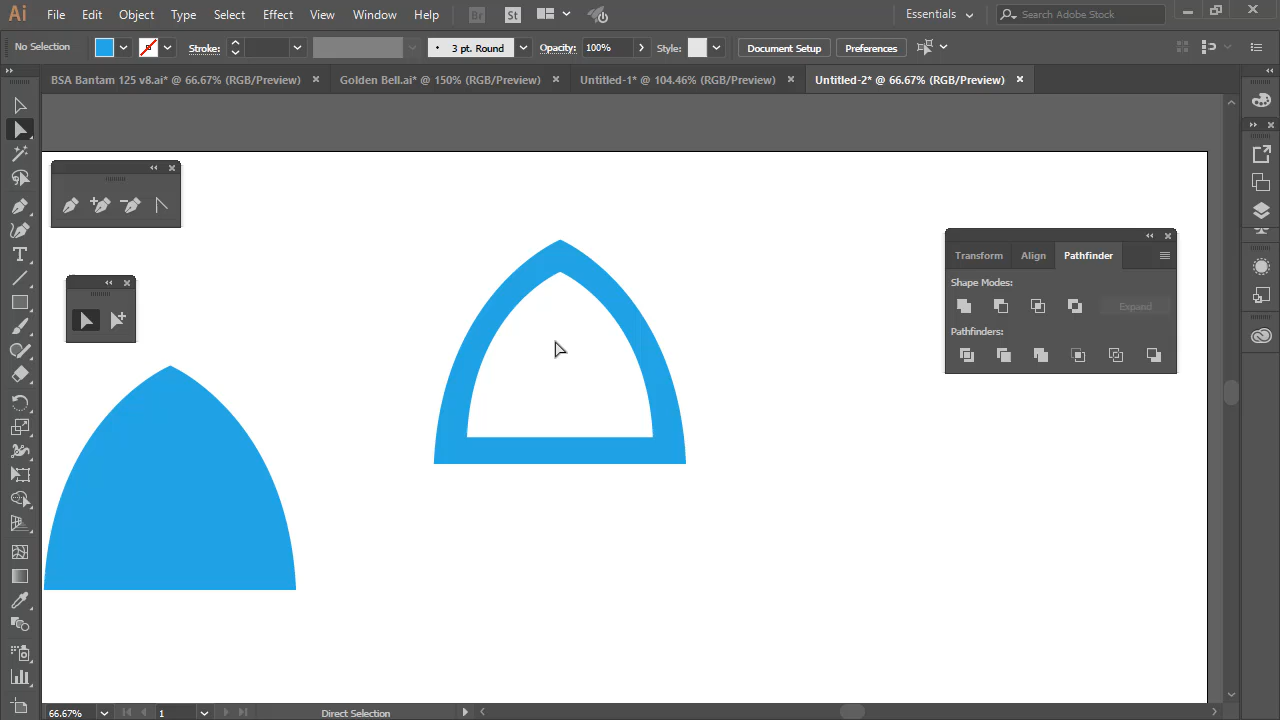 Ai File Edit Object Type Select Effect View Window Help Br St Essentials Search Adobe Stock
No Selection Stroke: 3 pt. Round Opacity: 100% Style: Document Setup Preferences
BSA Bantam 125 v8.ai* @ 66.67% (RGB/Preview) Golden Bell.ai* @ 150% (RGB/Preview) Untitled-1* @ 104.46% (RGB/Preview) Untitled-2* @ 66.67% (RGB/Preview)
Transform Align Pathfinder
Shape Modes:
Expand
Pathfinders:
66.67% 1 Direct Selection